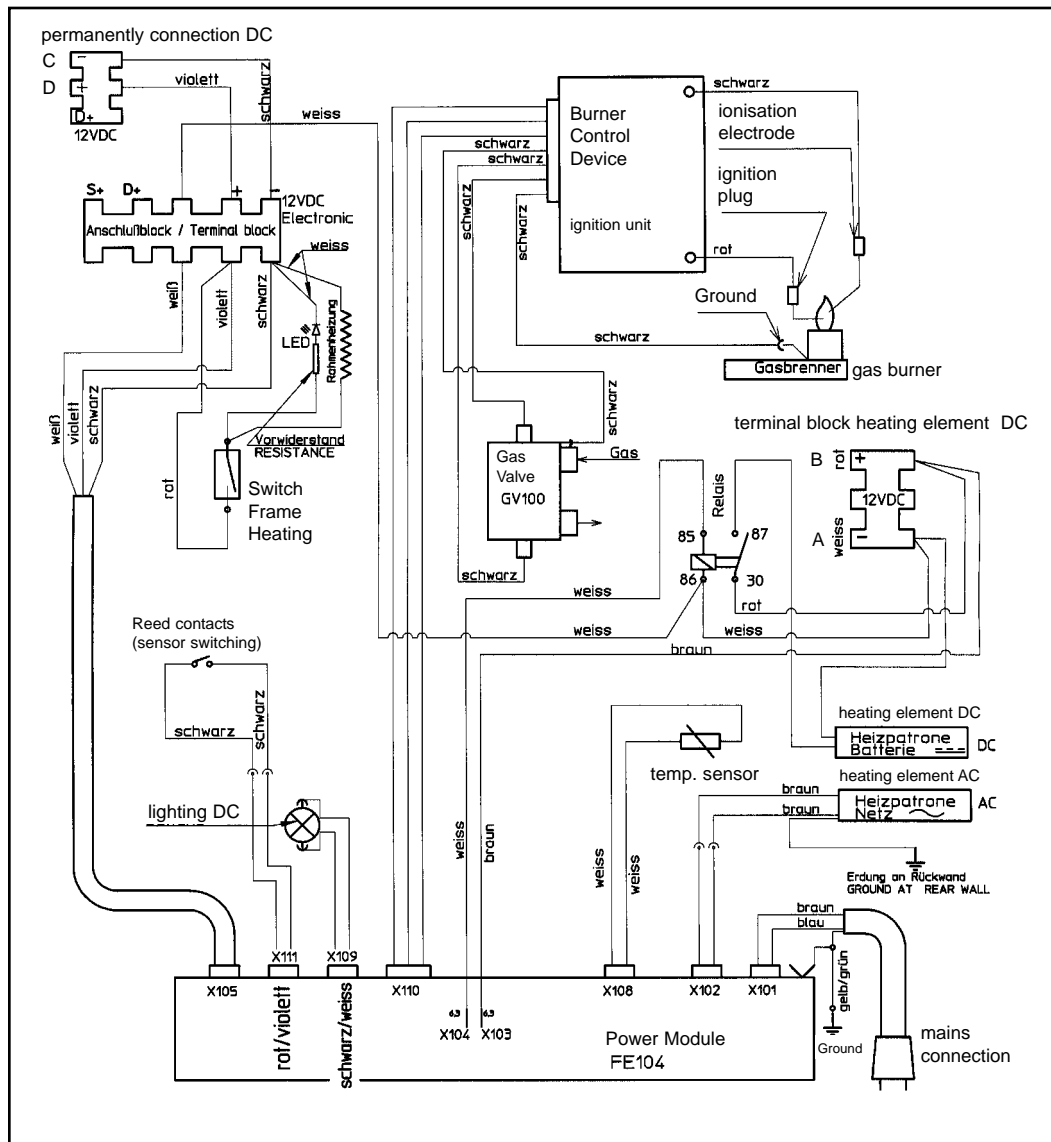 permanently connection DC
C
−
D
+
D+
12VDC
violett
schwarz
weiss
S+
D+
+
−
12VDC
Electronic
Anschlußblock / Terminal block
weiss
weiß
violett
schwarz
LED
Rahmenheizung
weiß
violett
schwarz
Vorwiderstand
RESISTANCE
rot
Switch
Frame
Heating
Burner
Control
Device
ignition unit
schwarz
schwarz
schwarz
schwarz
schwarz
ionisation
electrode
ignition
plug
rot
Ground
schwarz
Gasbrenner
gas burner
schwarz
Gas
Valve
GV100
Gas
schwarz
terminal block heating element DC
B
rot
+
12VDC
A
weiss
−
Relais
85
87
86
30
weiss
rot
weiss
weiss
braun
Reed contacts
(sensor switching)
schwarz
schwarz
lighting DC
weiss
braun
temp. sensor
weiss
weiss
heating element DC
Heizpatrone
Batterie
DC
heating element AC
Heizpatrone
Netz
AC
braun
braun
Erdung an Rückwand
GROUND AT REAR WALL
braun
blau
gelb/grün
Ground
mains
connection
X105
X111
rot/violett
X109
schwarz/weiss
X110
6.3
6.3
X104
X103
X108
X102
X101
Power Module
FE104